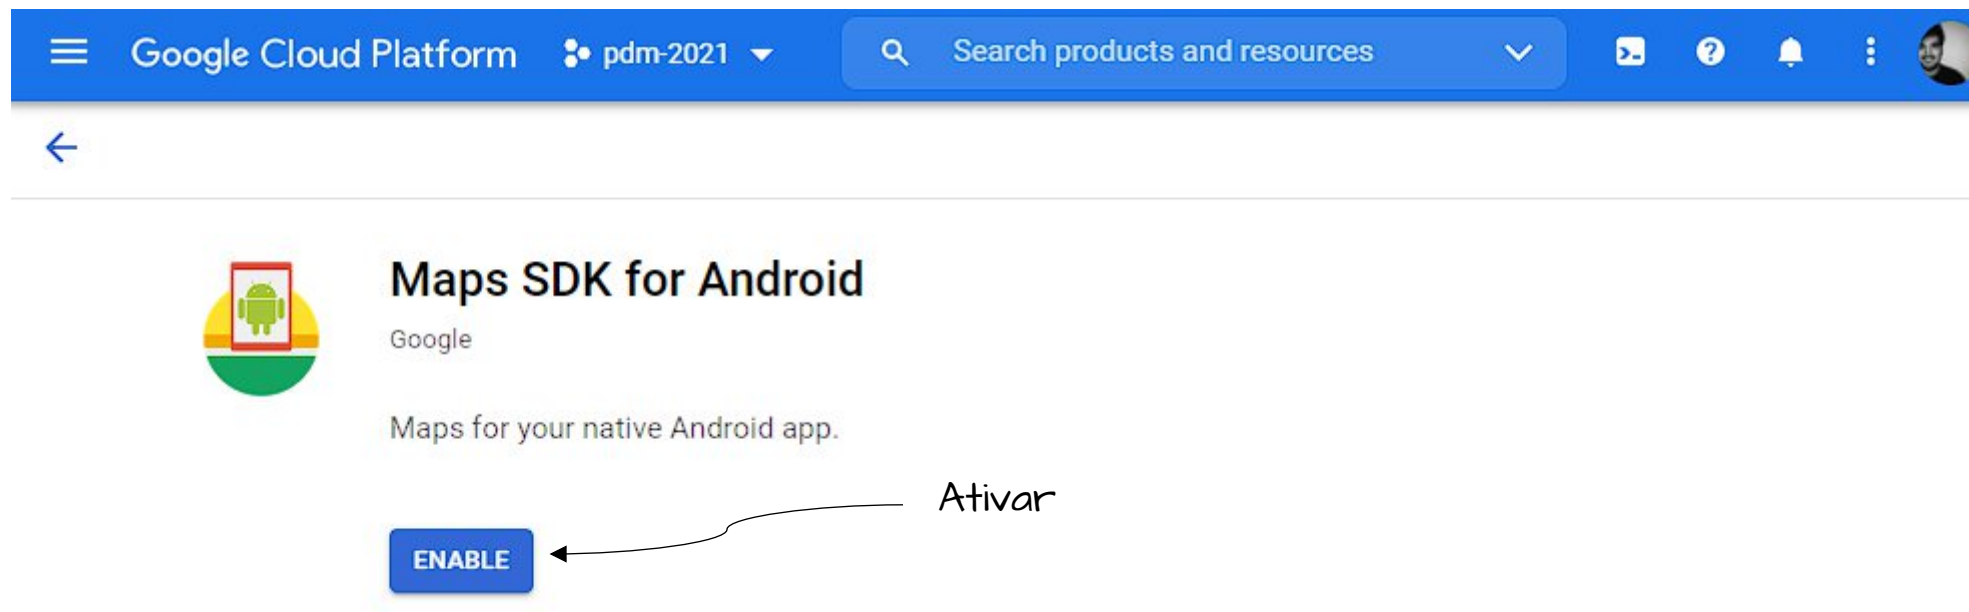 Google Cloud Platform pdm-2021 Search products and resources
Maps SDK for Android
Google
Maps for your native Android app.
Ativar
ENABLE